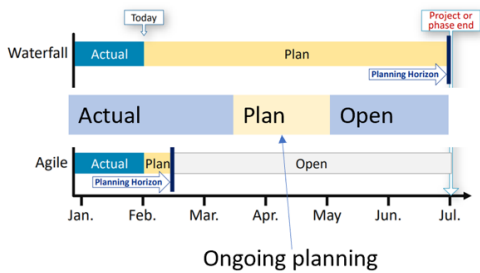 Today
Project or
phase end
Waterfall
Actual
Plan
Planning Horizon
Actual
Plan
Open
Agile
Actual
Plan
Open
Planning Horizon
Jan. Feb. Mar. Apr. May Jun. Jul.
Ongoing planning